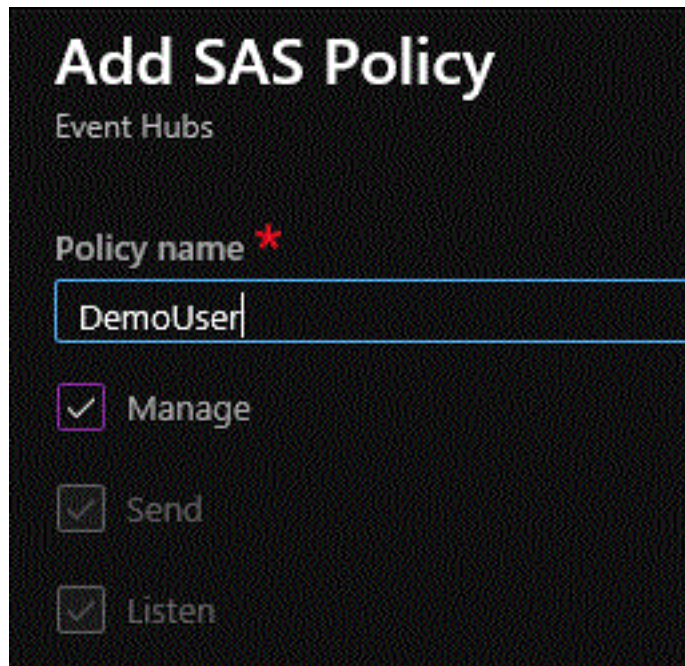 Add SAS Policy
Event Hubs
Policy name *
DemoUser
Manage
Send
Listen